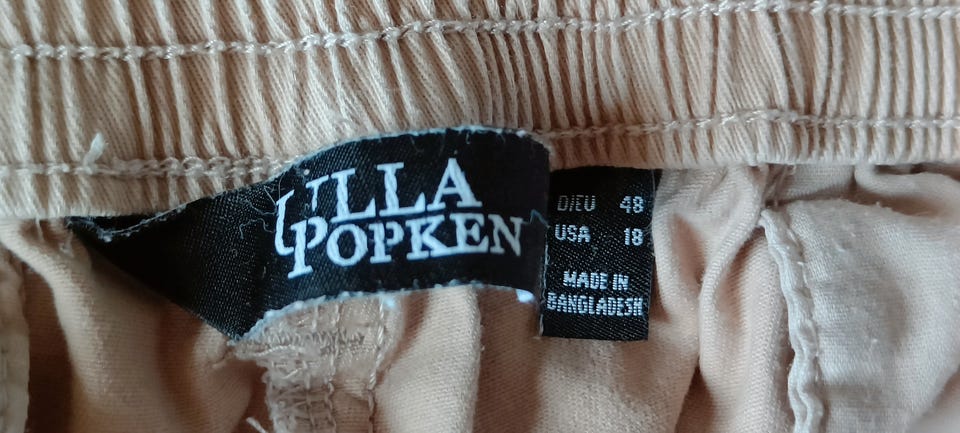 ULLA
POPKEN
D/EU 48
USA 18
MADE IN
BANGLADESH